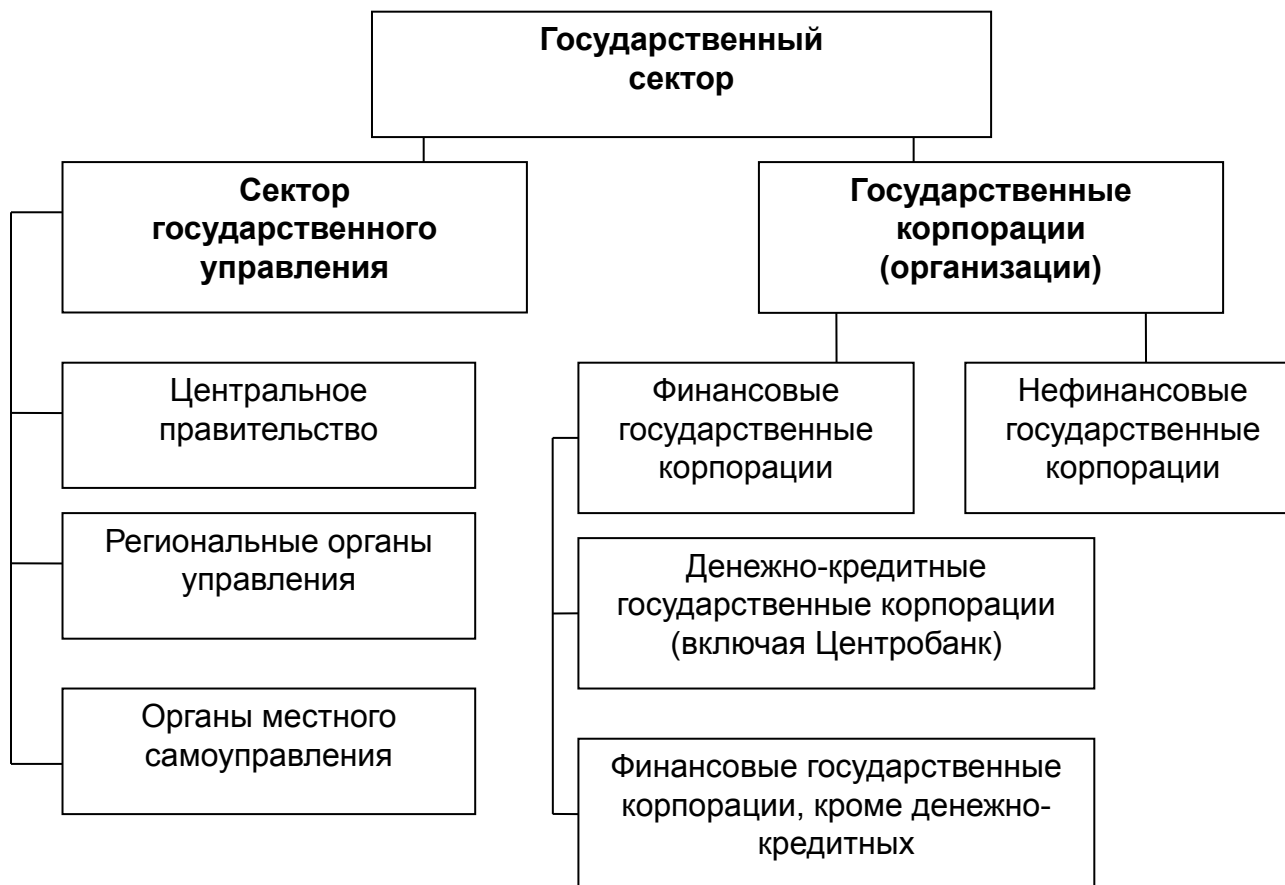 Государственный
сектор
Сектор
государственного
управления
Государственные
корпорации
(организации)
Центральное
правительство
Региональные органы
управления
Органы местного
самоуправления
Финансовые
государственные
корпорации
Нефинансовые
государственные
корпорации
Денежно-кредитные
государственные корпорации
(включая Центробанк)
Финансовые государственные
корпорации, кроме денежно-
кредитных